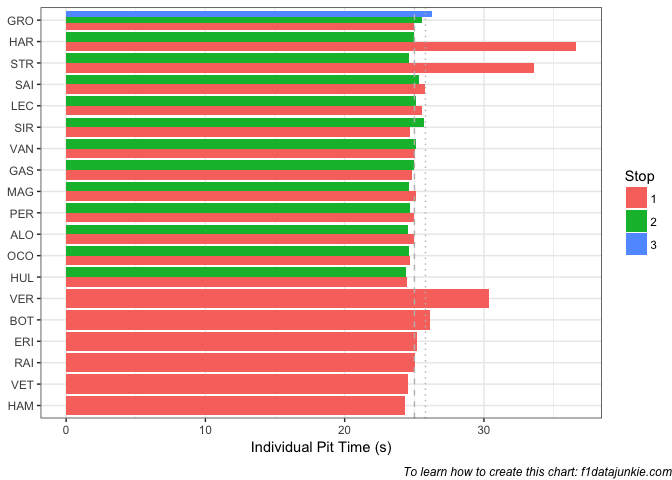 GRO
HAR
STR
SAI
LEC
SIR
VAN
GAS
MAG
PER
ALO
OCO
HUL
VER
BOT
ERI
RAI
VET
HAM
0 10 20 30
Individual Pit Time (s)
Stop
1
2
3
To learn how to create this chart: f1datajunkie.com